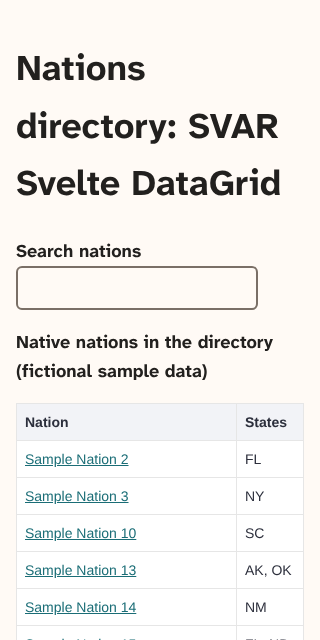 Nations
directory: SVAR
Svelte DataGrid
Search nations
Native nations in the directory
(fictional sample data)
Nation States
Sample Nation 2 FL
Sample Nation 3 NY
Sample Nation 10 SC
Sample Nation 13 AK, OK
Sample Nation 14 NM